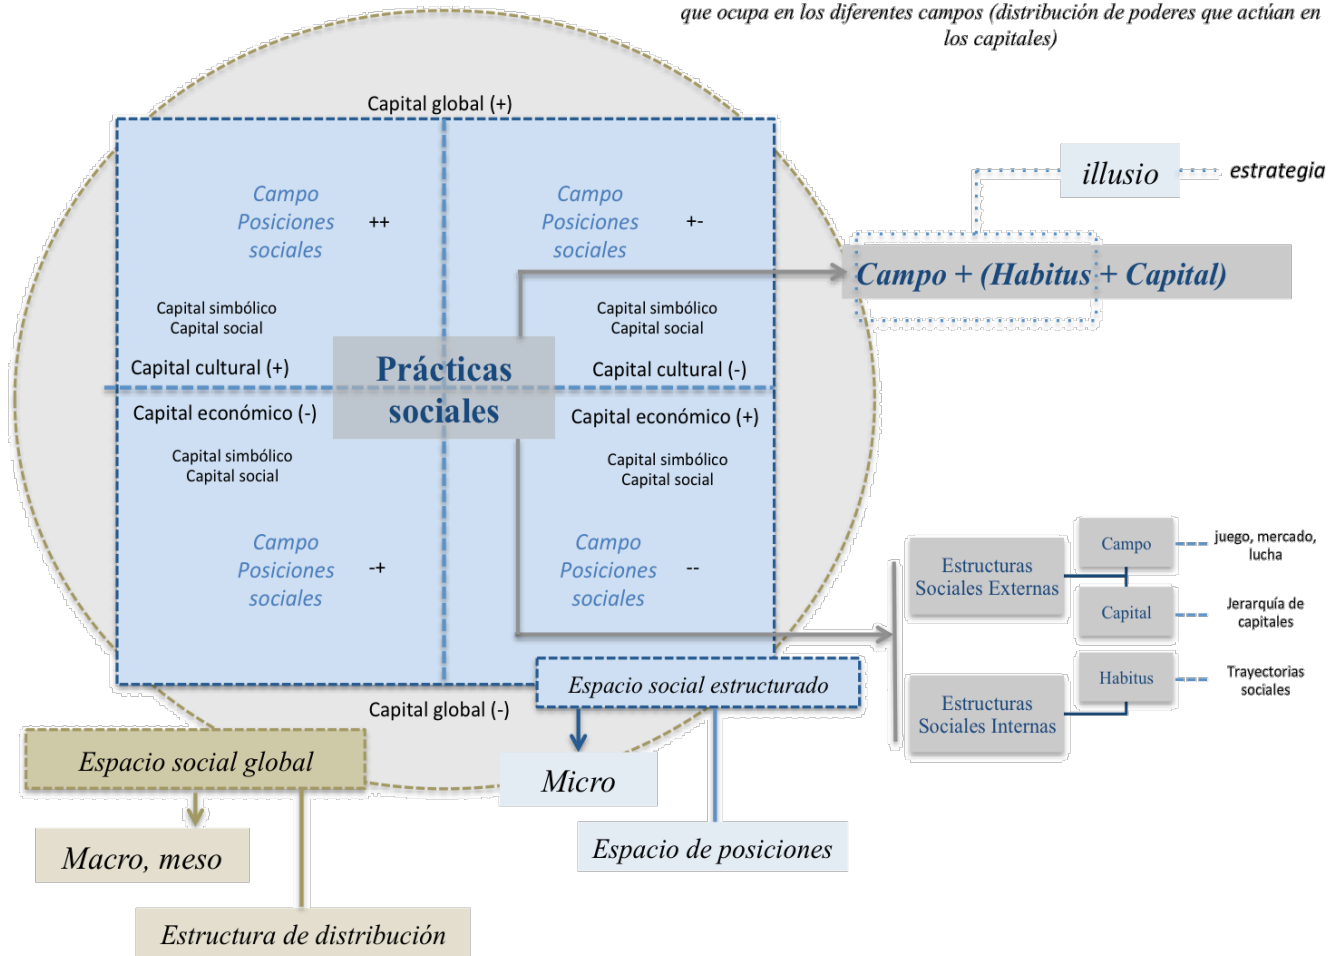 que ocupa en los diferentes campos (distribución de poderes que actúan en
los capitales)
Capital global (+)
Campo
Posiciones
sociales
++
Campo
Posiciones
sociales
+-
Capital simbólico
Capital social
Capital simbólico
Capital social
Capital cultural (+)
Capital cultural (-)
Prácticas
sociales
Capital económico (-)
Capital económico (+)
Capital simbólico
Capital social
Capital simbólico
Capital social
Campo
Posiciones
sociales
-+
Campo
Posiciones
sociales
--
Capital global (-)
illusio
estrategia
Campo + (Habitus + Capital)
Estructuras
Sociales Externas
Campo
juego, mercado,
lucha
Capital
Jerarquía de
capitales
Estructuras
Sociales Internas
Habitus
Trayectorias
sociales
Espacio social estructurado
Micro
Espacio de posiciones
Espacio social global
Macro, meso
Estructura de distribución